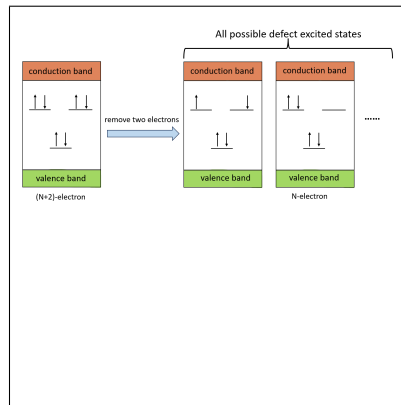 All possible defect excited states
conduction band
conduction band
conduction band
remove two electrons
......
valence band
valence band
valence band
(N+2)-electron
N-electron